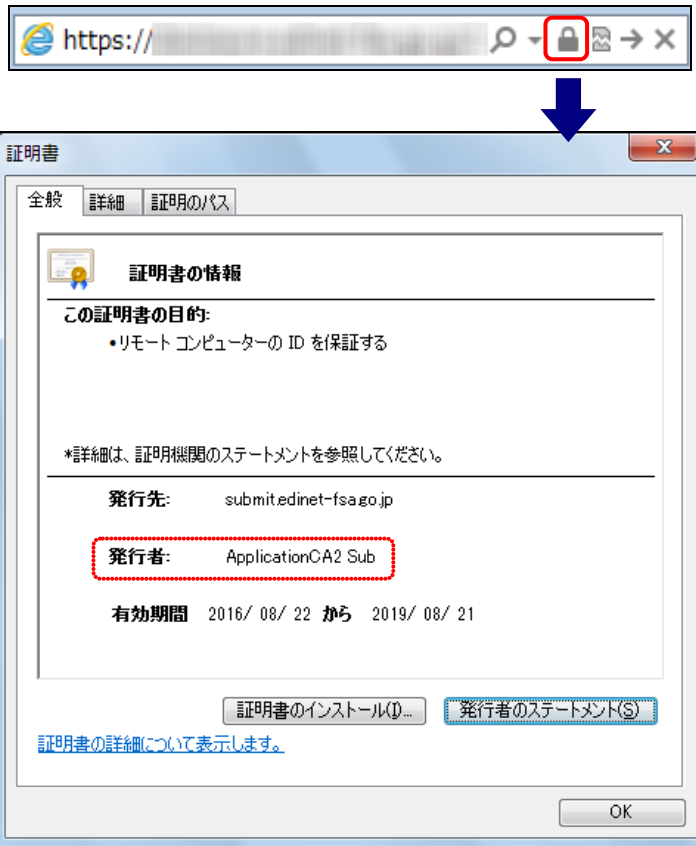 https://
証明書
全般 詳細 証明のパス
証明書の情報
この証明書の目的:
•リモート コンピューターの ID を保証する
*詳細は、証明機関のステートメントを参照してください。
発行先: submit.edinet-fsa.go.jp
発行者: ApplicationCA2 Sub
有効期間 2016/ 08/ 22 から 2019/ 08/ 21
証明書のインストール(I)... 発行者のステートメント(S)
証明書の詳細について表示します。
OK